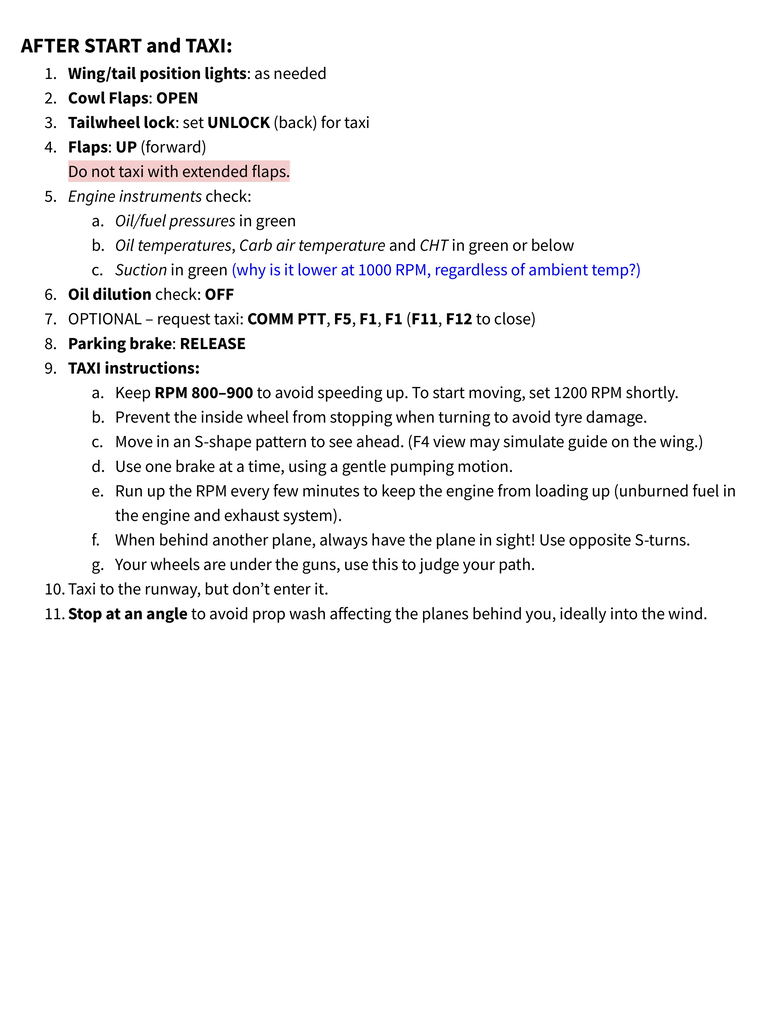 AFTER START and TAXI:
1. Wing/tail position lights: as needed
2. Cowl Flaps: OPEN
3. Tailwheel lock: set UNLOCK (back) for taxi
4. Flaps: UP (forward)
Do not taxi with extended flaps.
5. Engine instruments check:
a. Oil/fuel pressures in green
b. Oil temperatures, Carb air temperature and CHT in green or below
c. Suction in green (why is it lower at 1000 RPM, regardless of ambient temp?)
6. Oil dilution check: OFF
7. OPTIONAL – request taxi: COMM PTT, F5, F1, F1 (F11, F12 to close)
8. Parking brake: RELEASE
9. TAXI instructions:
a. Keep RPM 800–900 to avoid speeding up. To start moving, set 1200 RPM shortly.
b. Prevent the inside wheel from stopping when turning to avoid tyre damage.
c. Move in an S-shape pattern to see ahead. (F4 view may simulate guide on the wing.)
d. Use one brake at a time, using a gentle pumping motion.
e. Run up the RPM every few minutes to keep the engine from loading up (unburned fuel in
the engine and exhaust system).
f. When behind another plane, always have the plane in sight! Use opposite S-turns.
g. Your wheels are under the guns, use this to judge your path.
10. Taxi to the runway, but don’t enter it.
11. Stop at an angle to avoid prop wash affecting the planes behind you, ideally into the wind.